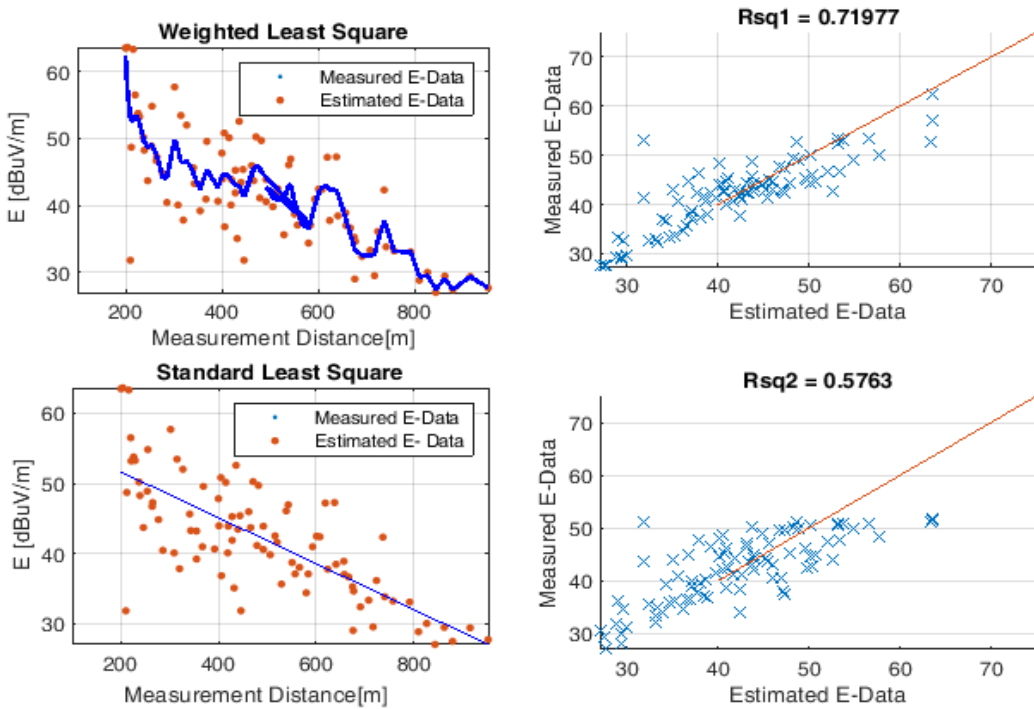 Weighted Least Square
60
50
40
30
E [dBuV/m]
Measured E-Data
Estimated E-Data
200 400 600 800
Measurement Distance[m]
Rsq1 = 0.71977
70
60
50
40
30
Measured E-Data
30 40 50 60 70
Estimated E-Data
Standard Least Square
60
50
40
30
E [dBuV/m]
Measured E-Data
Estimated E- Data
200 400 600 800
Measurement Distance[m]
Rsq2 = 0.5763
70
60
50
40
30
Measured E-Data
30 40 50 60 70
Estimated E-Data